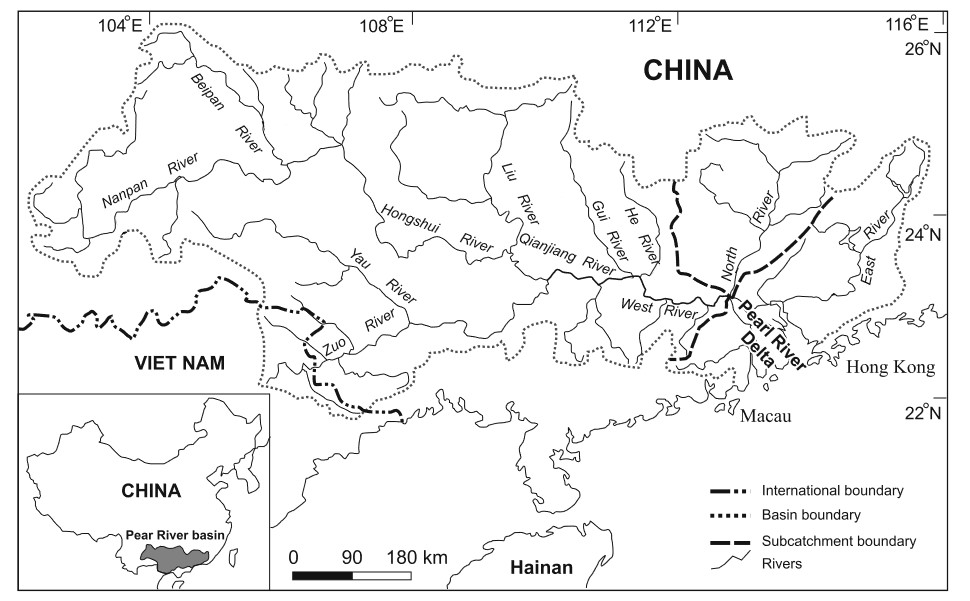 104°E
108°E
112°E
116°E
26°N
CHINA
Beipan River
Nanpan River
Liu River
Gui River
He River
Hongshui River
Qianjiang River
North River
East River
24°N
Yau River
West River
Zuo River
Pearl River
Delta
VIET NAM
Hong Kong
Macau
22°N
CHINA
Pear River basin
International boundary
Basin boundary
Subcatchment boundary
Rivers
0 90 180 km
Hainan